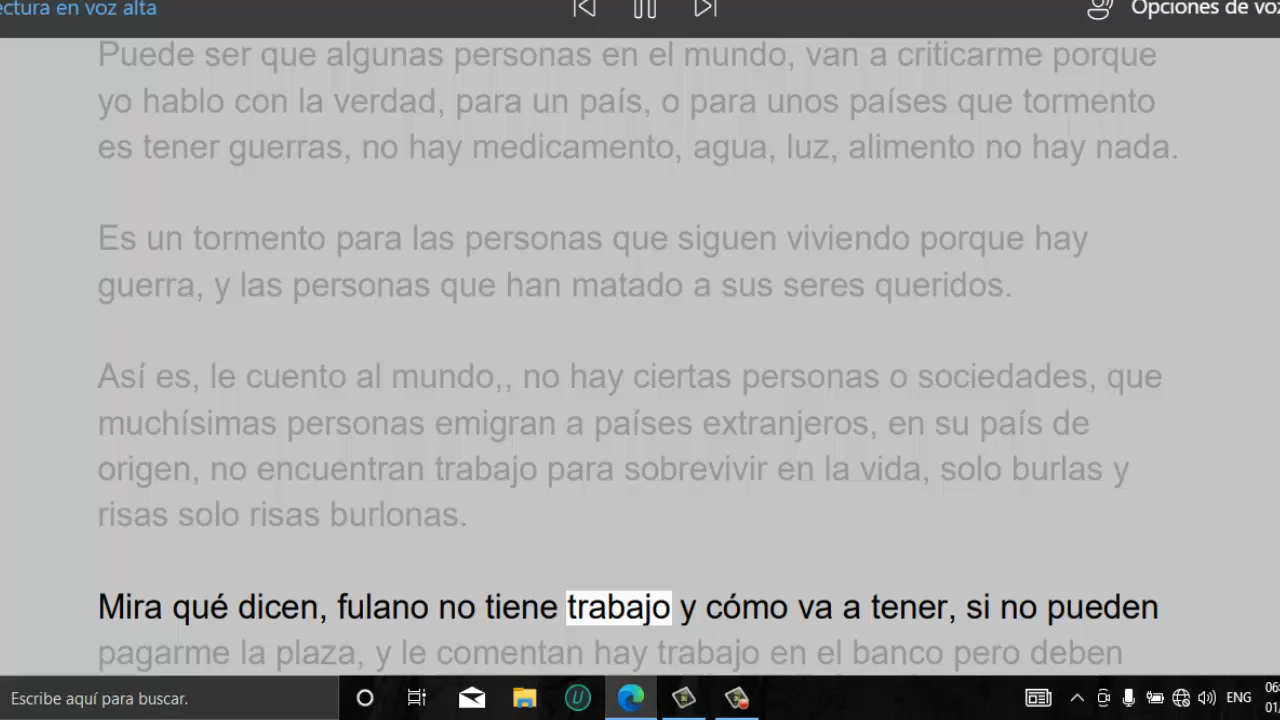 ectura en voz alta
Opciones de voz
Puede ser que algunas personas en el mundo, van a criticarme porque
yo hablo con la verdad, para un país, o para unos países que tormento
es tener guerras, no hay medicamento, agua, luz, alimento no hay nada.
Es un tormento para las personas que siguen viviendo porque hay
guerra, y las personas que han matado a sus seres queridos.
Así es, le cuento al mundo,, no hay ciertas personas o sociedades, que
muchísimas personas emigran a países extranjeros, en su país de
origen, no encuentran trabajo para sobrevivir en la vida, solo burlas y
risas solo risas burlonas.
Mira qué dicen, fulano no tiene trabajo y cómo va a tener, si no pueden
pagarme la plaza, y le comentan hay trabajo en el banco pero deben
Escribe aquí para buscar.
ENG
06:
01/